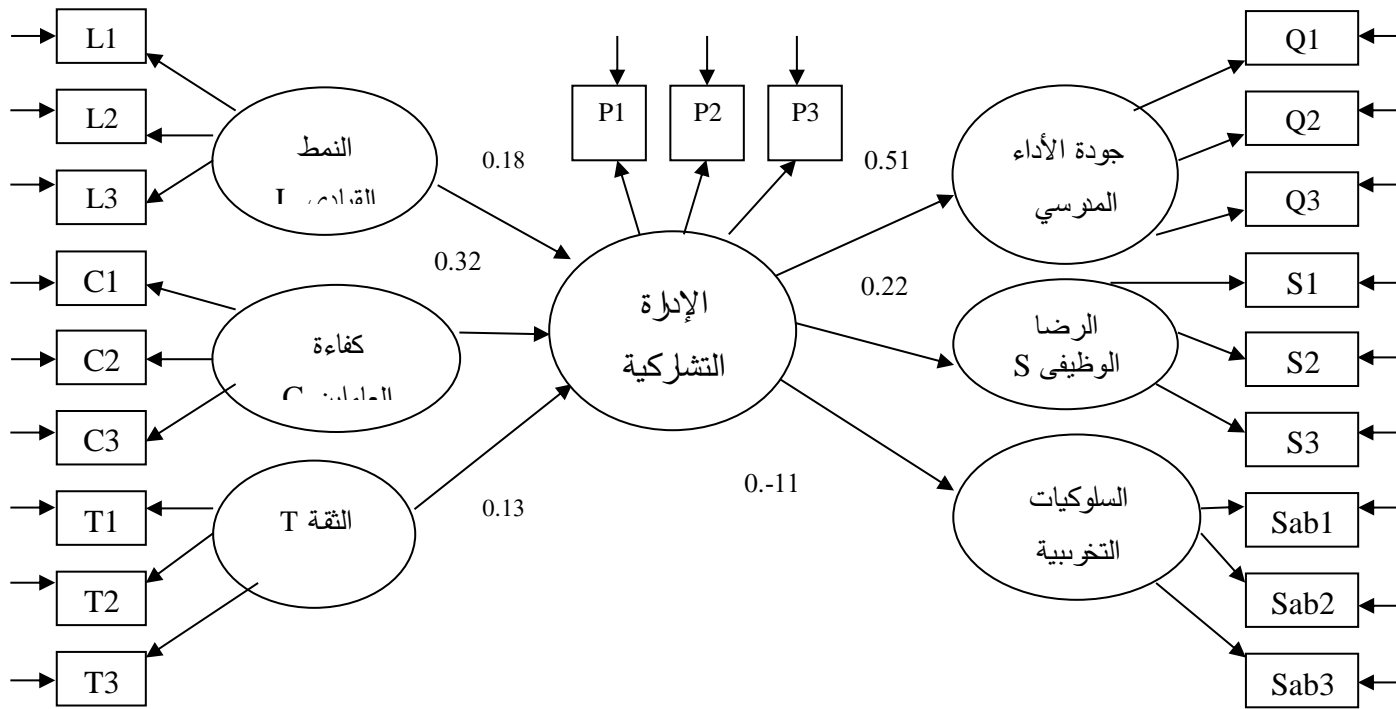 L1
L2
L3
C1
C2
C3
T1
T2
T3
النمط
0.18
كفاءة
0.32
الثقة T
0.13
P1
P2
P3
الإدارة
التشاركية
0.51
0.22
0.-11
جودة الأداء
المدرسي
الرضا
الوظيفى S
السلوكيات
التخريبية
Q1
Q2
Q3
S1
S2
S3
Sab1
Sab2
Sab3